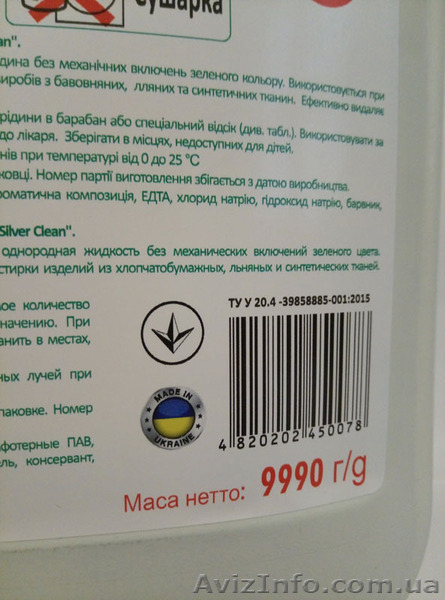 сушарка
ean".
дина без механічних включень зеленого кольору. Використовується при
виробів з бавовняних, лляних та синтетичних тканин. Ефективно видаляє
рідини в барабан або спеціальний відсік (див. табл.). Використовувати за
до лікаря. Зберігати в місцях, недоступних для дітей.
нів при температурі від 0 до 25 °C
ковці. Номер партії виготовлення збігається з датою виробництва.
роматична композиція, ЕДТА, хлорид натрію, гідроксид натрію, барвник,
Silver Clean".
однородная жидкость без механических включений зеленого цвета.
стирки изделий из хлопчатобумажных, льняных и синтетических тканей.
ое количество
значению. При
анить в местах,
ных лучей при
паковке. Номер
фотерные ПАВ,
ель, консервант,
ТУ У 20.4 -39858885-001:2015
MADE IN
UKRAINE
4 820202 450078
Маса нетто: 9990 г/g
AvizInfo.com.ua